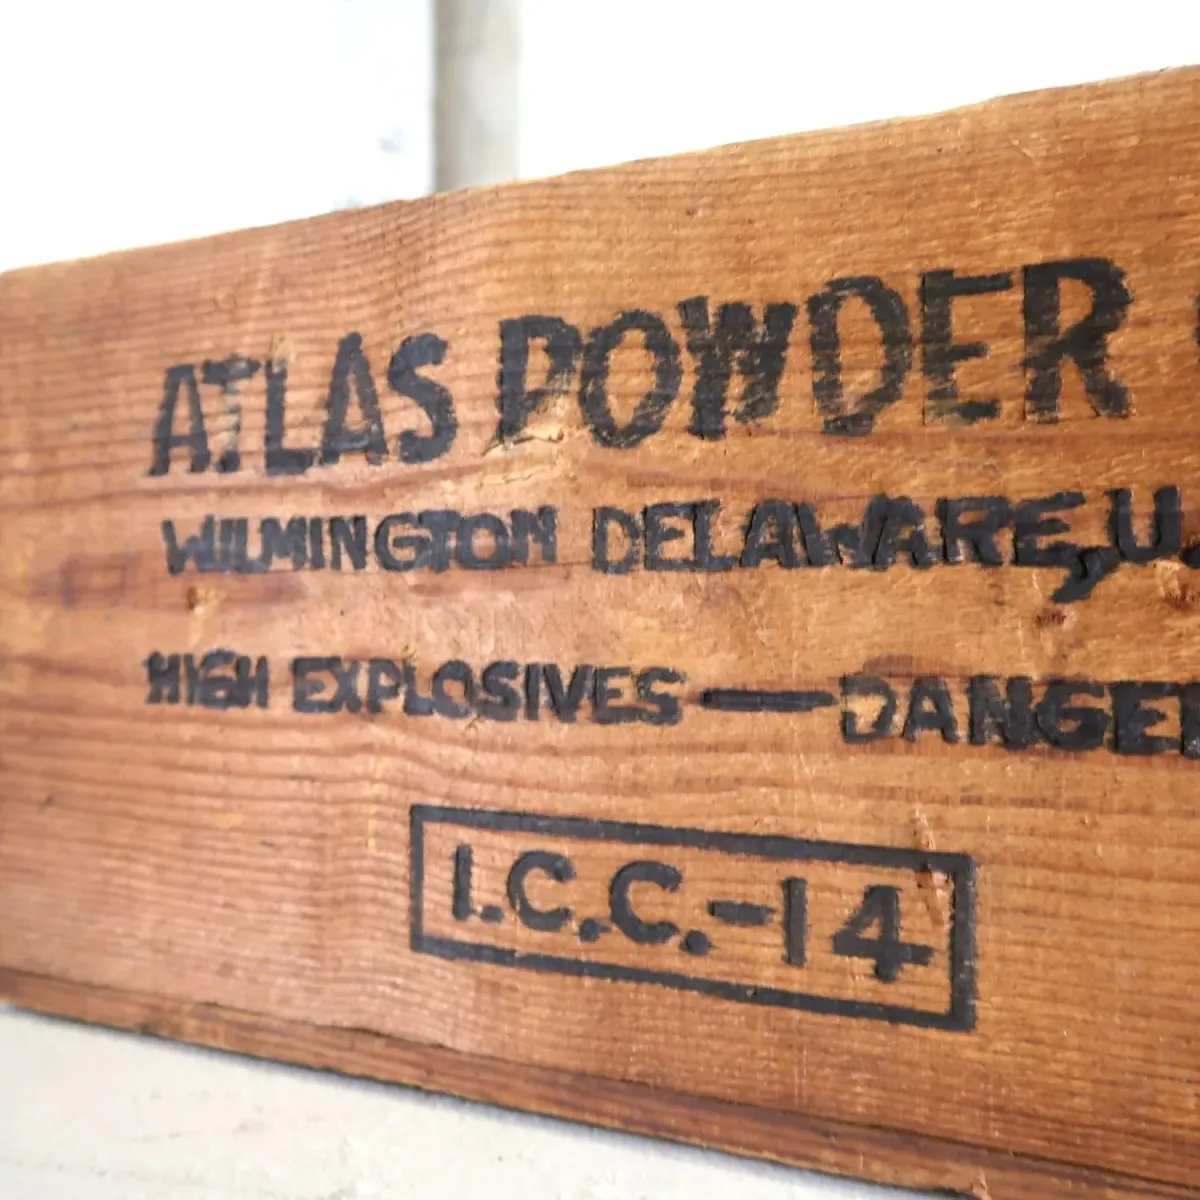 ATLAS POWDER
WILMINGTON DELAWARE, U.
HIGH EXPLOSIVES — DANGE
I.C.C.-14